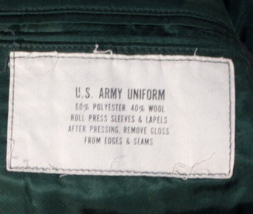 U.S. ARMY UNIFORM
60% POLYESTER 40% WOOL
ROLL PRESS SLEEVES & LAPELS
AFTER PRESSING, REMOVE GLOSS
FROM EDGES & SEAMS